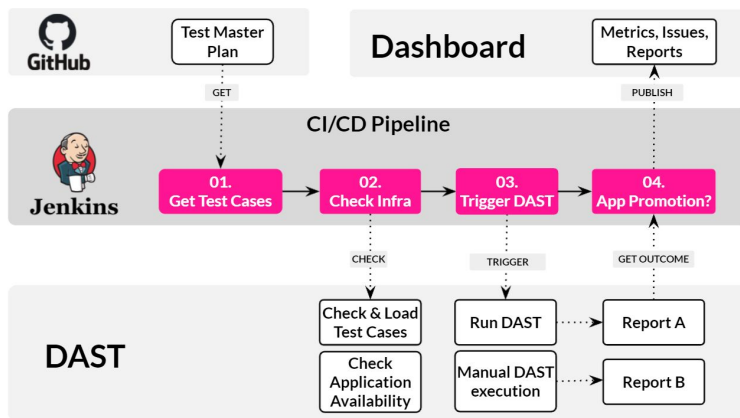 GitHub
Test Master
Plan
Dashboard
Metrics, Issues,
Reports
GET
PUBLISH
CI/CD Pipeline
Jenkins
01.
Get Test Cases
02.
Check Infra
03.
Trigger DAST
04.
App Promotion?
CHECK
TRIGGER
GET OUTCOME
DAST
Check & Load
Test Cases
Run DAST
Report A
Check
Application
Availability
Manual DAST
execution
Report B